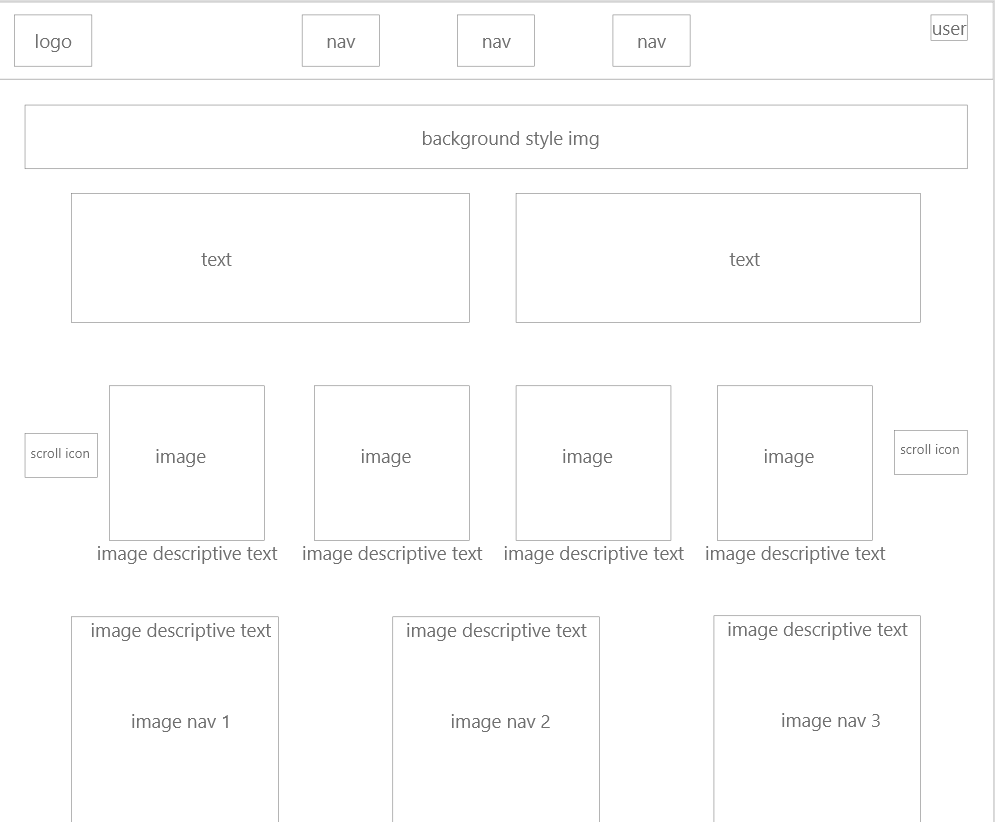 logo
nav
nav
nav
user
background style img
text
text
scroll icon
image
image
image
image
scroll icon
image descriptive text
image descriptive text
image descriptive text
image descriptive text
image descriptive text
image descriptive text
image descriptive text
image nav 1
image nav 2
image nav 3